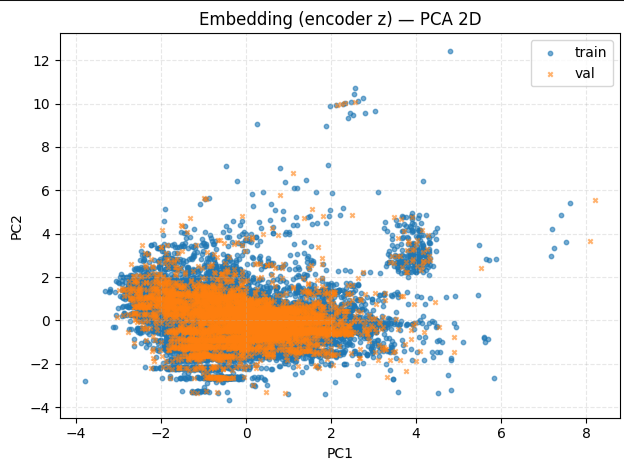 Embedding (encoder z) — PCA 2D
train
val
12
10
8
6
4
2
0
−2
−4
PC2
−4 −2 0 2 4 6 8
PC1